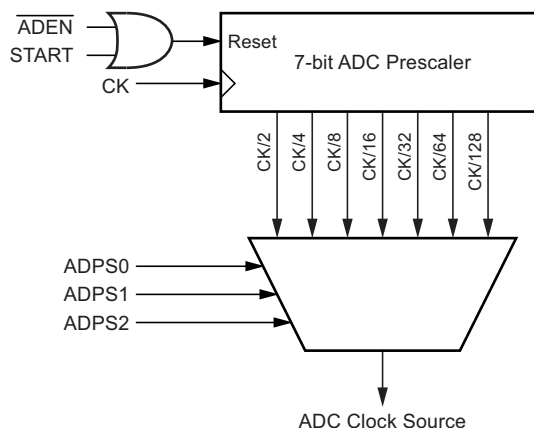 ADEN
START
CK
Reset
7-bit ADC Prescaler
CK/2
CK/4
CK/8
CK/16
CK/32
CK/64
CK/128
ADPS0
ADPS1
ADPS2
ADC Clock Source